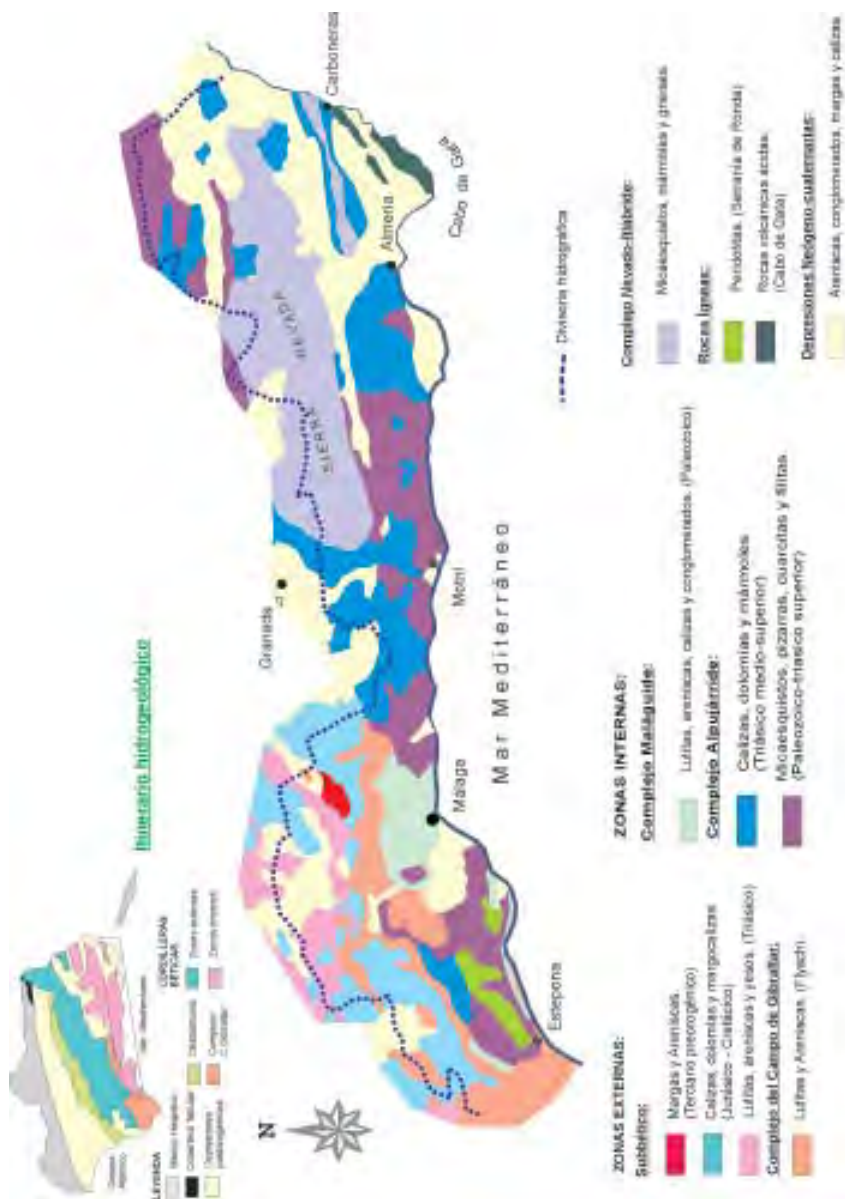 Itinerario hidrogeológico
CORDILLERAS
BÉTICAS
LEYENDA
N
Granada
SIERRA NEVADA
Carboneras
Cabo de Gata
Almería
Motril
Málaga
Estepona
Mar Mediterráneo
Divisoria hidrográfica
ZONAS EXTERNAS:
Subbético:
Margas y Areniscas.
(Terciario preorogénico)
Calizas, dolomías y margocalizas
(Jurásico - Cretácico)
Lutitas, areniscas y yesos. (Triásico)
Complejo del Campo de Gibraltar:
Lutitas y Areniscas. (Flysch)
ZONAS INTERNAS:
Complejo Maláguide:
Lutitas, areniscas, calizas y conglomerados. (Paleozoico)
Complejo Alpujárride:
Calizas, dolomías y mármoles
(Triásico medio-superior)
Micaesquistos, pizarras, cuarcitas y filitas.
(Paleozoico-triasico superior)
Complejo Nevado-filábride:
Micaesquistos, mármoles y gneises.
Rocas Ígneas:
Peridotitas. (Serranía de Ronda)
Rocas volcánicas ácidas.
(Cabo de Gata)
Depresiones Neógeno-cuaternarias:
Areniscas, conglomerados, margas y calizas